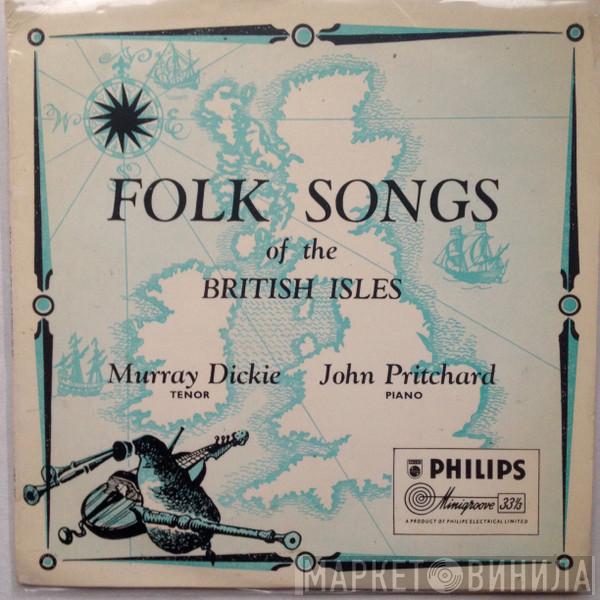 FOLK SONGS
of the
BRITISH ISLES
Murray Dickie
TENOR
John Pritchard
PIANO
PHILIPS
Minigroove 33⅓
A PRODUCT OF PHILIPS ELECTRICAL LIMITED
W
E
МАРКЕТ ВИНИЛА